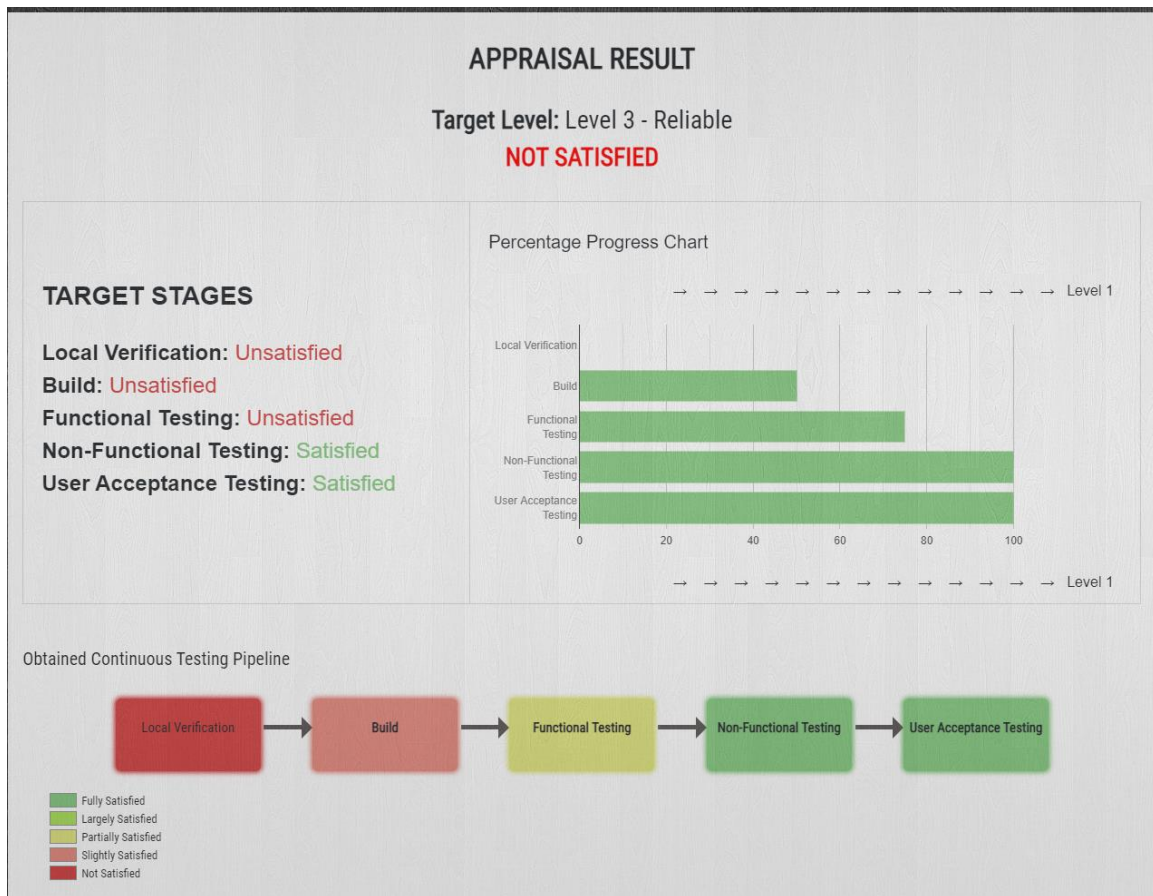 APPRAISAL RESULT
Target Level: Level 3 - Reliable
NOT SATISFIED
TARGET STAGES
Local Verification: Unsatisfied
Build: Unsatisfied
Functional Testing: Unsatisfied
Non-Functional Testing: Satisfied
User Acceptance Testing: Satisfied
Percentage Progress Chart
→ → → → → → → → → → → → → Level 1
Local Verification
Build
Functional
Testing
Non-Functional
Testing
User Acceptance
Testing
0 20 40 60 80 100
→ → → → → → → → → → → → → Level 1
Obtained Continuous Testing Pipeline
Local Verification
Build
Functional Testing
Non-Functional Testing
User Acceptance Testing
Fully Satisfied
Largely Satisfied
Partially Satisfied
Slightly Satisfied
Not Satisfied